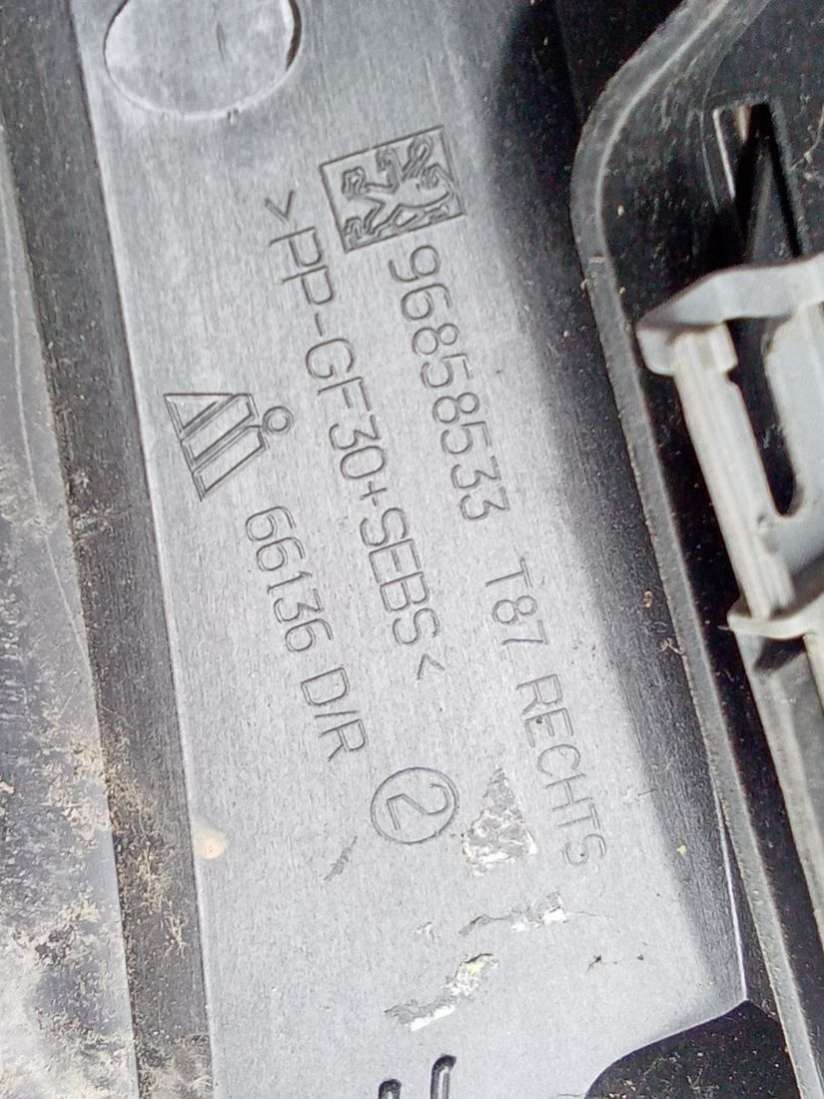 96858533 T87 RECHTS
>PP-GF30+SEBS<
66136 D/R
2